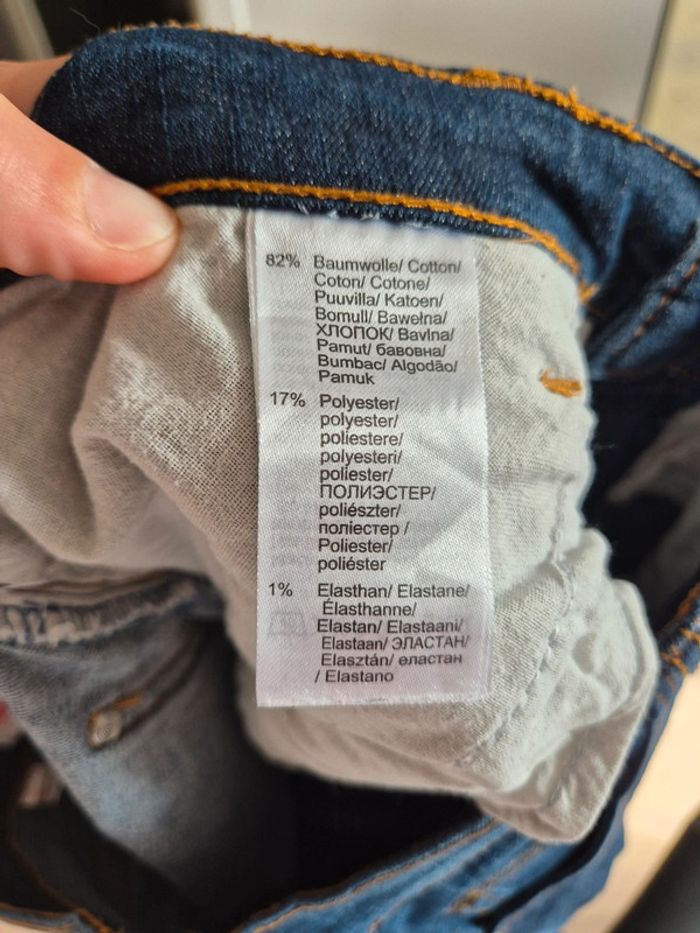 82% Baumwolle/ Cotton/
Coton/ Cotone/
Puuvilla/ Katoen/
Bomull/ Bawełna/
ХЛОПОК/ Bavlna/
Pamut/ бавовна/
Bumbac/ Algodão/
Pamuk
17% Polyester/
polyester/
poliestere/
polyesteri/
poliester/
ПОЛИЭСТЕР/
poliészter/
поліестер /
Poliester/
poliéster
1% Elasthan/ Elastane/
Élasthanne/
Elastan/ Elastaani/
Elastaan/ ЭЛАСТАН/
Elasztán/ еластан
/ Elastano